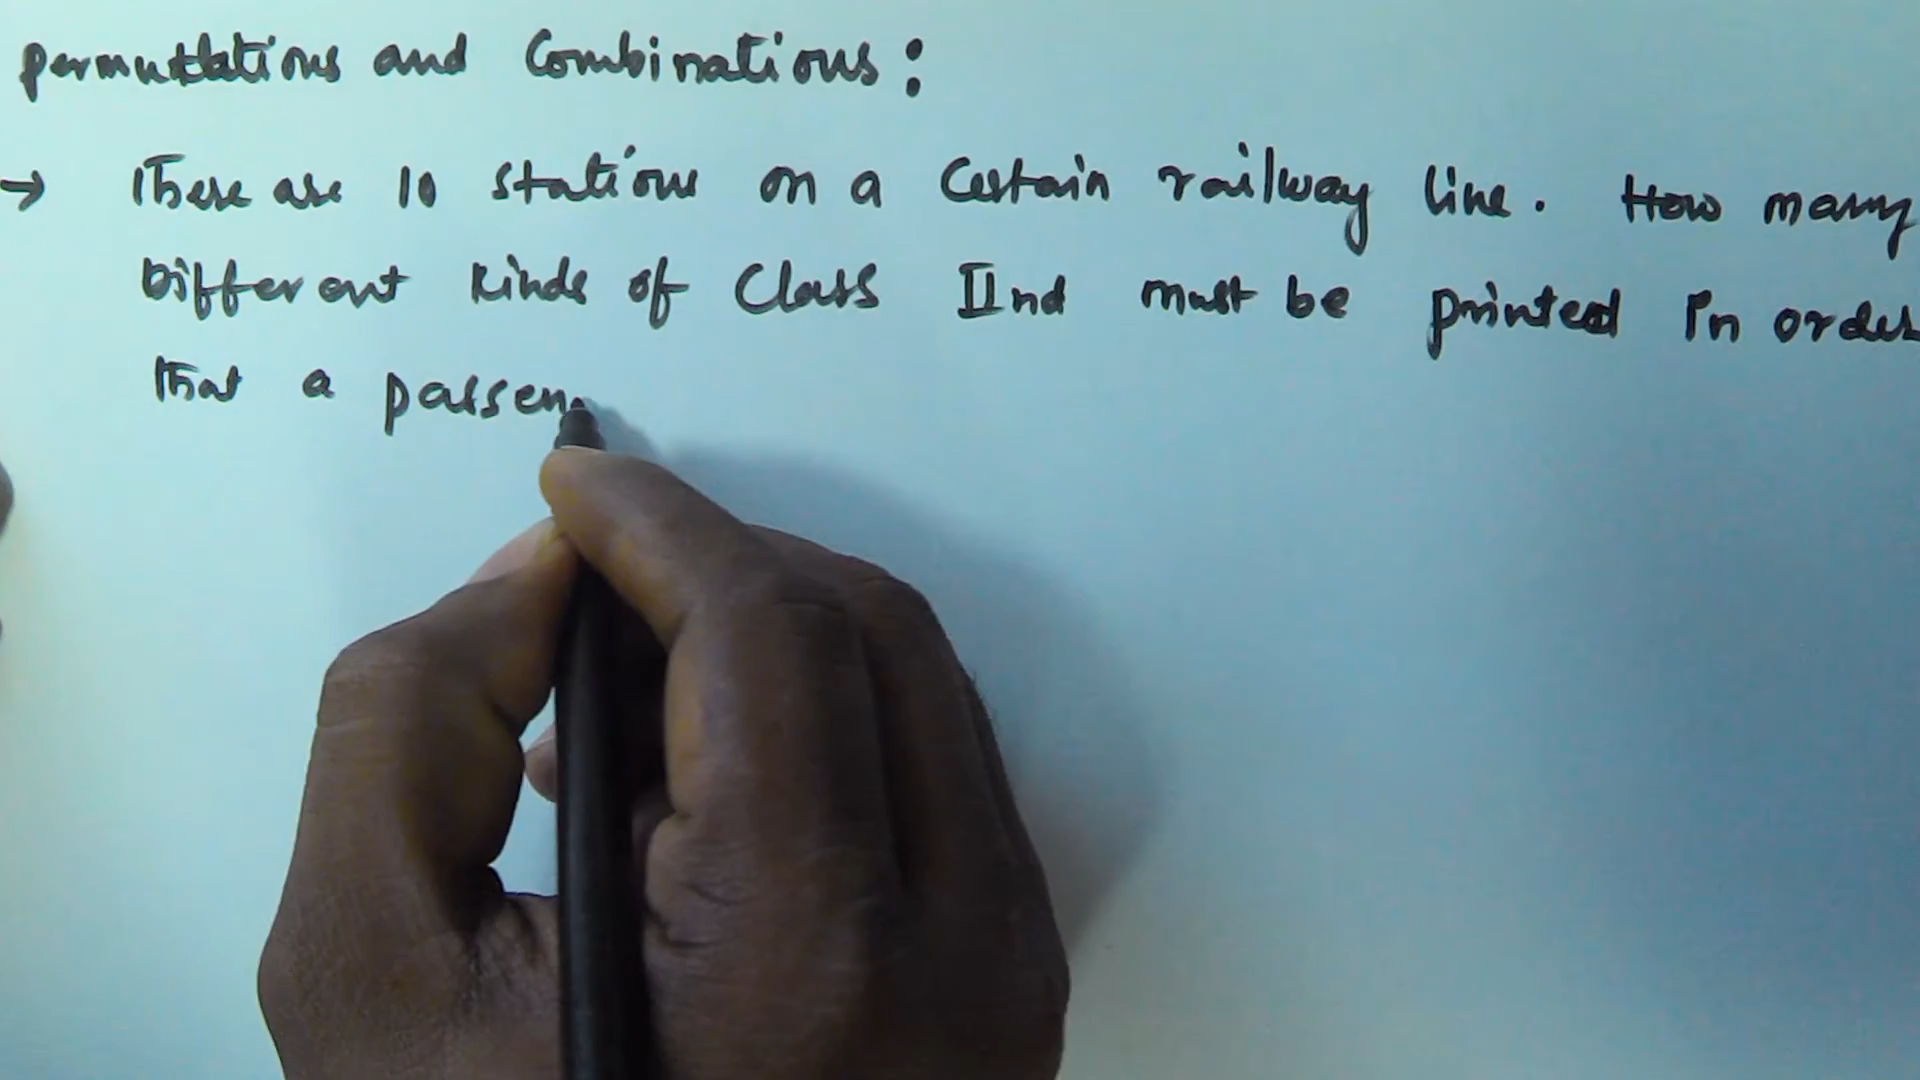 Permuttations and Combinations:
→ There are 10 stations on a Certain railway line. How many
Different kinds of Class IInd must be printed in order
that a passen